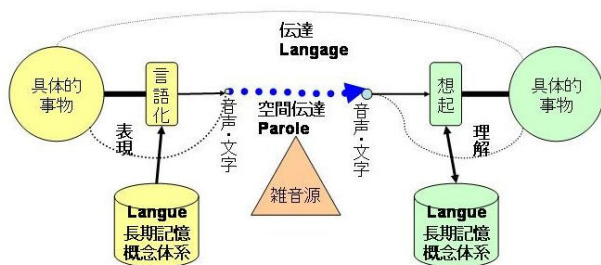 伝達
Langage
具体的
事物
言語化
音声・文字
表現
空間伝達
Parole
雑音源
音声・文字
想起
理解
具体的
事物
Langue
長期記憶
概念体系
Langue
長期記憶
概念体系